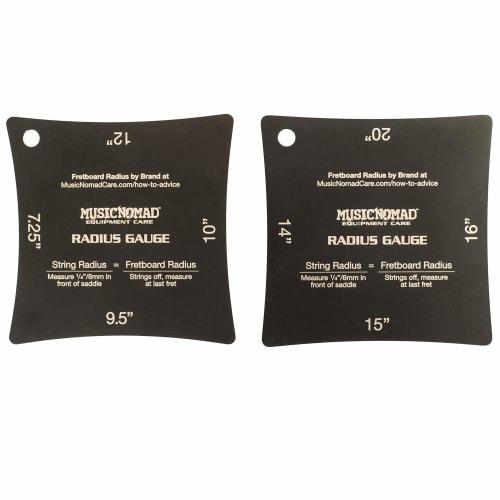 12”
Fretboard Radius by Brand at
MusicNomadCare.com/how-to-advice
7.25”
10”
MUSICNOMAD
EQUIPMENT CARE
RADIUS GAUGE
String Radius = Fretboard Radius
Measure ¼”/6mm in
front of saddle
Strings off, measure
at last fret
9.5”
20”
Fretboard Radius by Brand at
MusicNomadCare.com/how-to-advice
14”
16”
MUSICNOMAD
EQUIPMENT CARE
RADIUS GAUGE
String Radius = Fretboard Radius
Measure ¼”/6mm in
front of saddle
Strings off, measure
at last fret
15”